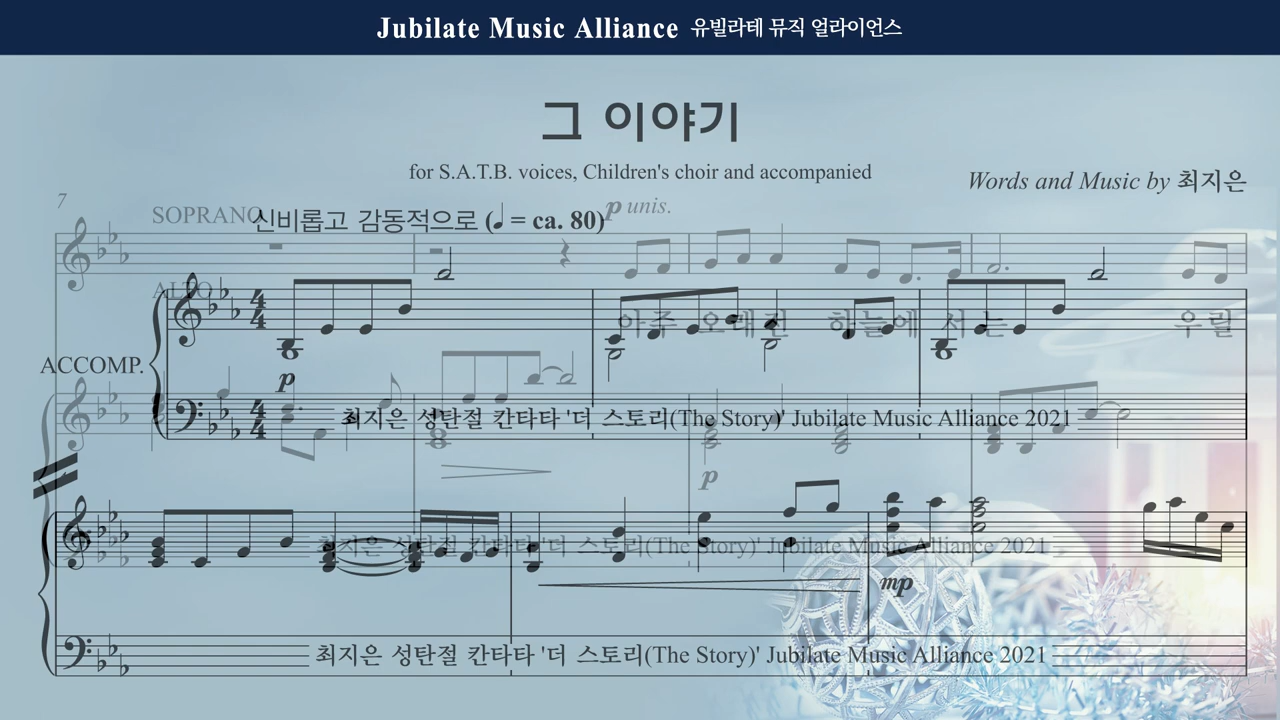 Jubilate Music Alliance 유빌라테 뮤직 얼라이언스
그 이야기
for S.A.T.B. voices, Children's choir and accompanied
Words and Music by 최지은
7
SOPRANO
신비롭고 감동적으로 (♩ = ca. 80)
p unis.
ALTO
아주 오래전 하늘에서는 우릴
ACCOMP.
p
최지은 성탄절 칸타타 '더 스토리(The Story)' Jubilate Music Alliance 2021
p
최지은 성탄절 칸타타 '더 스토리(The Story)' Jubilate Music Alliance 2021
mp
최지은 성탄절 칸타타 '더 스토리(The Story)' Jubilate Music Alliance 2021